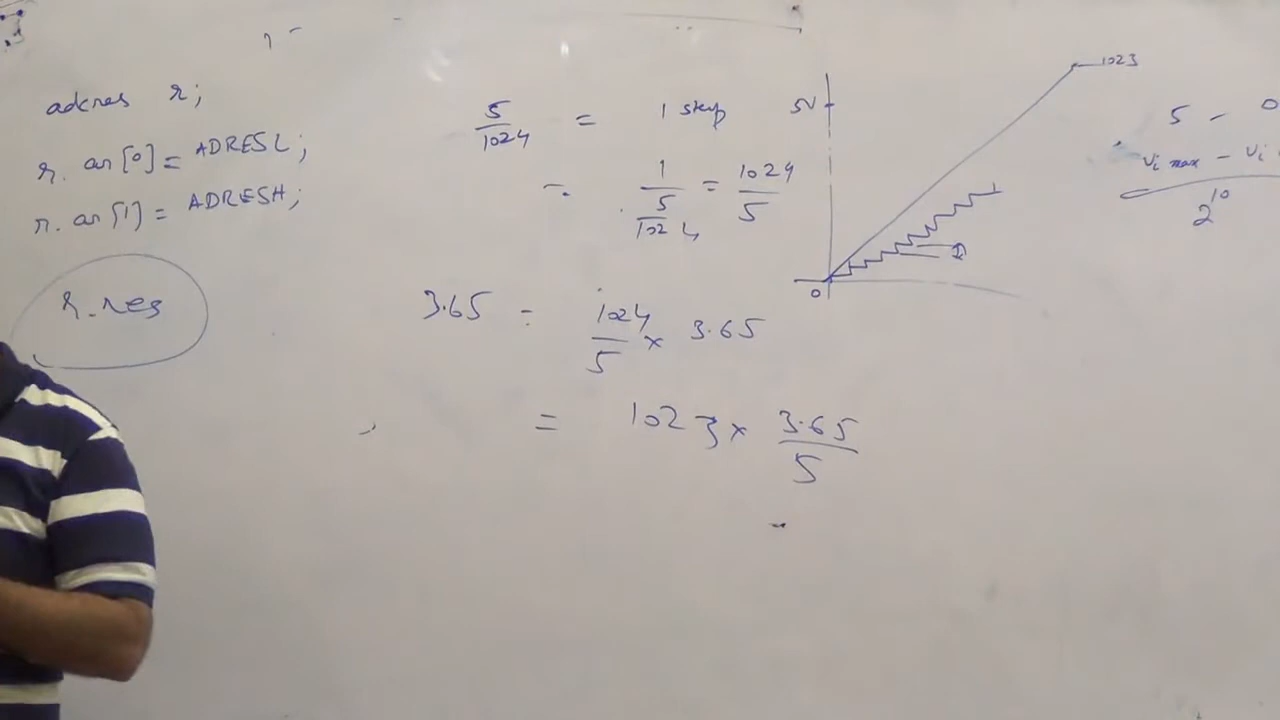 adcres r;
r. ar[0] = ADRESL;
r. ar[1] = ADRESH;
r.res
5/1024 = 1 step
1/(5/1024) = 1024/5
3.65 = 1024/5 × 3.65
= 1023 × 3.65/5
5V
1023
0
5 - 0
Vi max - Vi
2^10